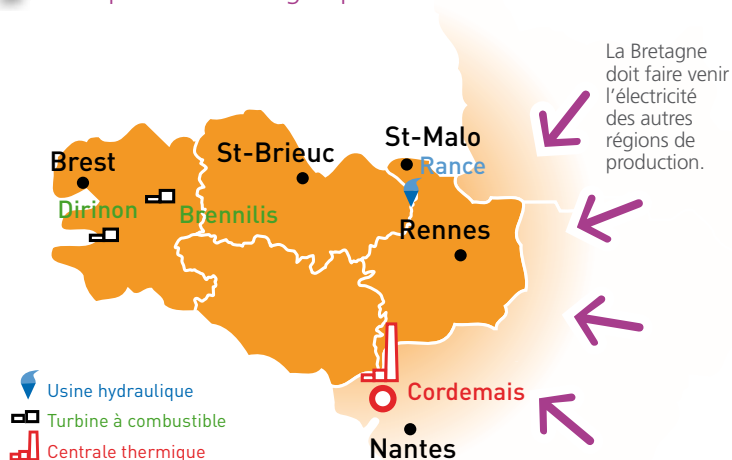 La Bretagne
doit faire venir
l'électricité
des autres
régions de
production.
St-Malo
St-Brieuc
Brest
Rance
Dirinon
Brennilis
Rennes
Usine hydraulique
Cordemais
Turbine à combustible
Nantes
Centrale thermique